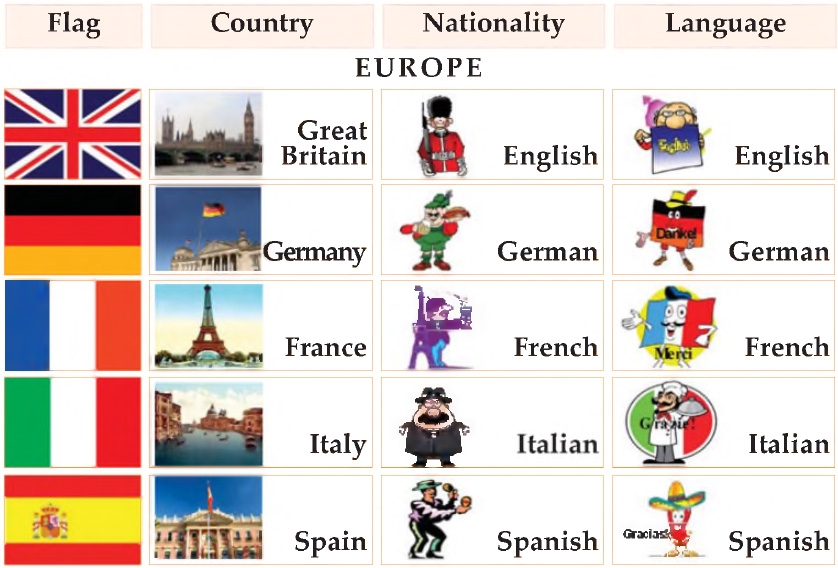 Flag Country Nationality Language
EUROPE
Great
Britain
English
English
English
Germany
German
Danke!
German
France
French
Merci
French
Italy
Italian
Grazie!
Italian
Spain
Spanish
Gracias!
Spanish